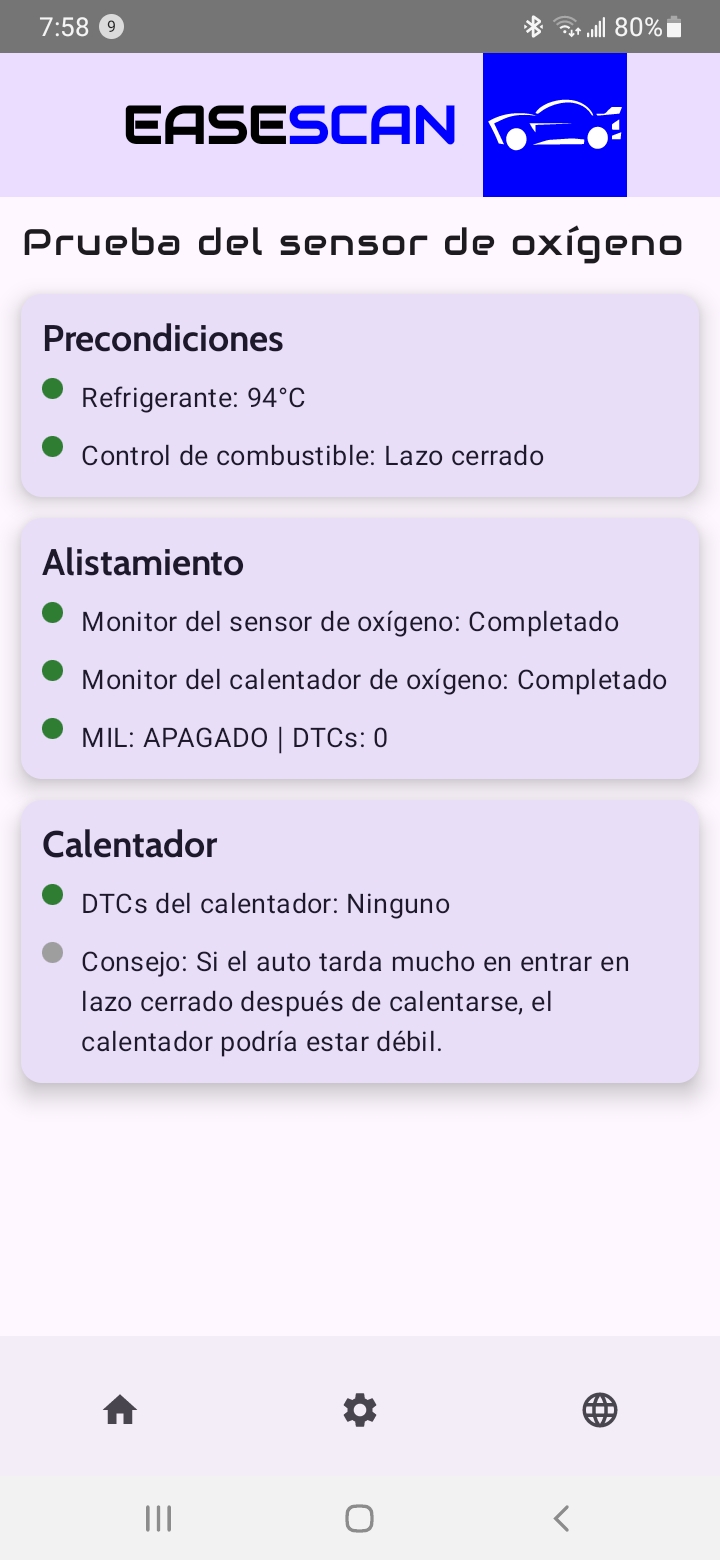 7:58 9 80%
EASESCAN
Prueba del sensor de oxígeno
Precondiciones
Refrigerante: 94°C
Control de combustible: Lazo cerrado
Alistamiento
Monitor del sensor de oxígeno: Completado
Monitor del calentador de oxígeno: Completado
MIL: APAGADO | DTCs: 0
Calentador
DTCs del calentador: Ninguno
Consejo: Si el auto tarda mucho en entrar en
lazo cerrado después de calentarse, el
calentador podría estar débil.